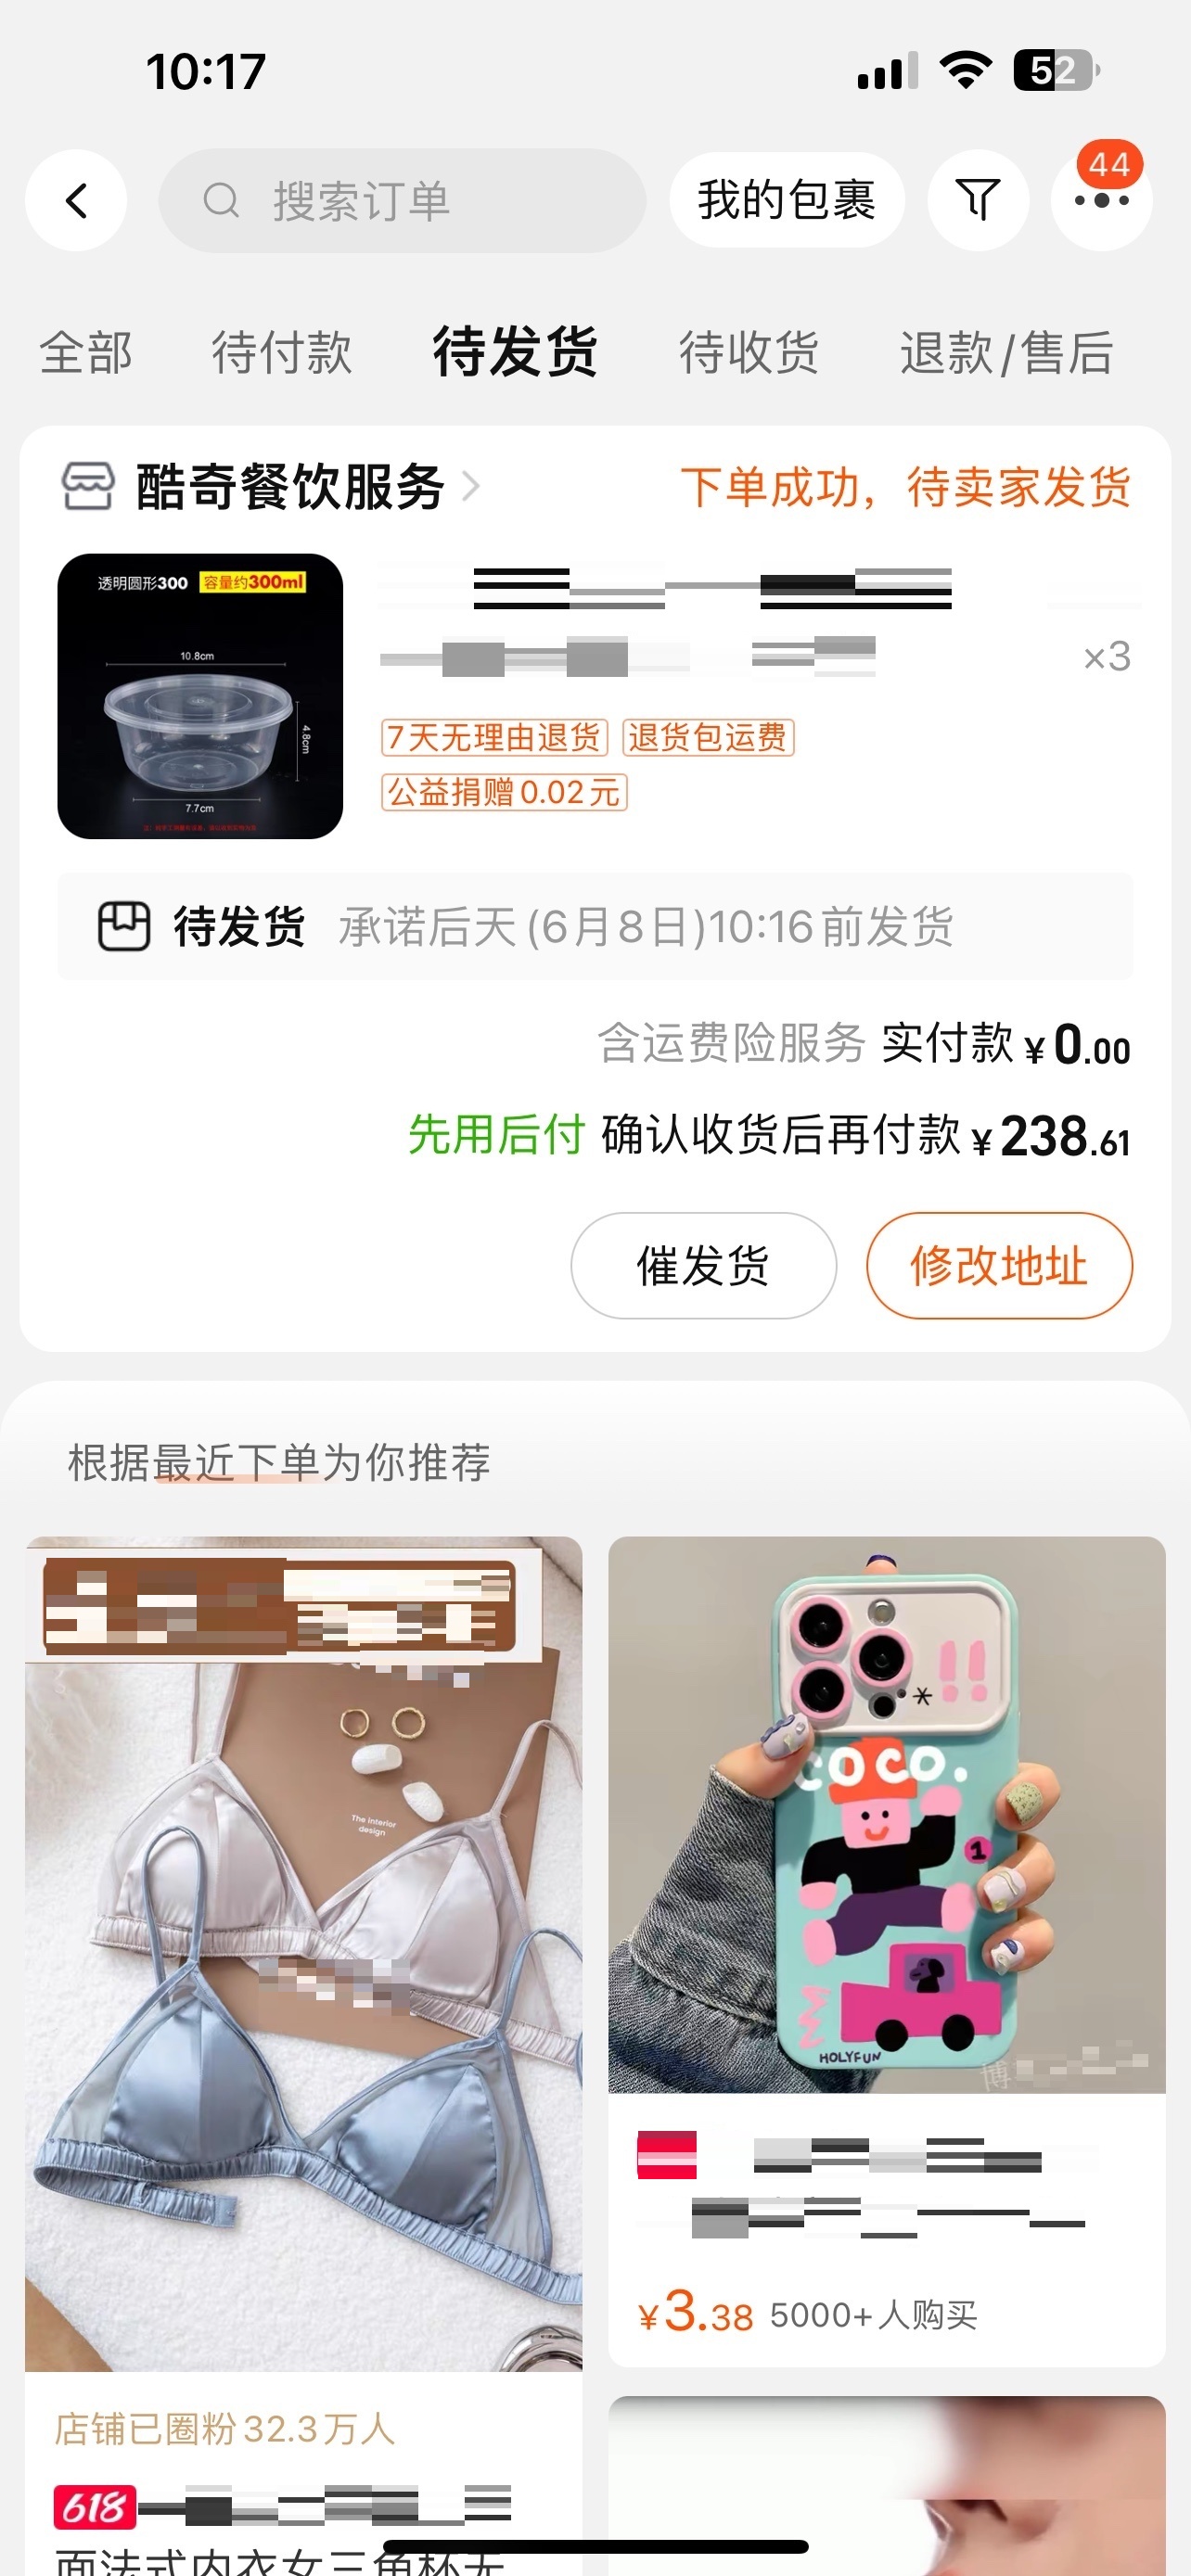 10:17
52
搜索订单
我的包裹
44
全部
待付款
待发货
待收货
退款/售后
酷奇餐饮服务
下单成功，待卖家发货
透明圆形300 容量约300ml
10.8cm
4.8cm
7.7cm
×3
7天无理由退货 退货包运费
公益捐赠0.02元
待发货 承诺后天(6月8日)10:16前发货
含运费险服务 实付款¥0.00
先用后付 确认收货后再付款¥238.61
催发货
修改地址
根据最近下单为你推荐
The Interior
design
!!
COCO.
1
HOLYFUN
博
¥3.38 5000+人购买
店铺已圈粉32.3万人
618
面法式内衣女三角杯无